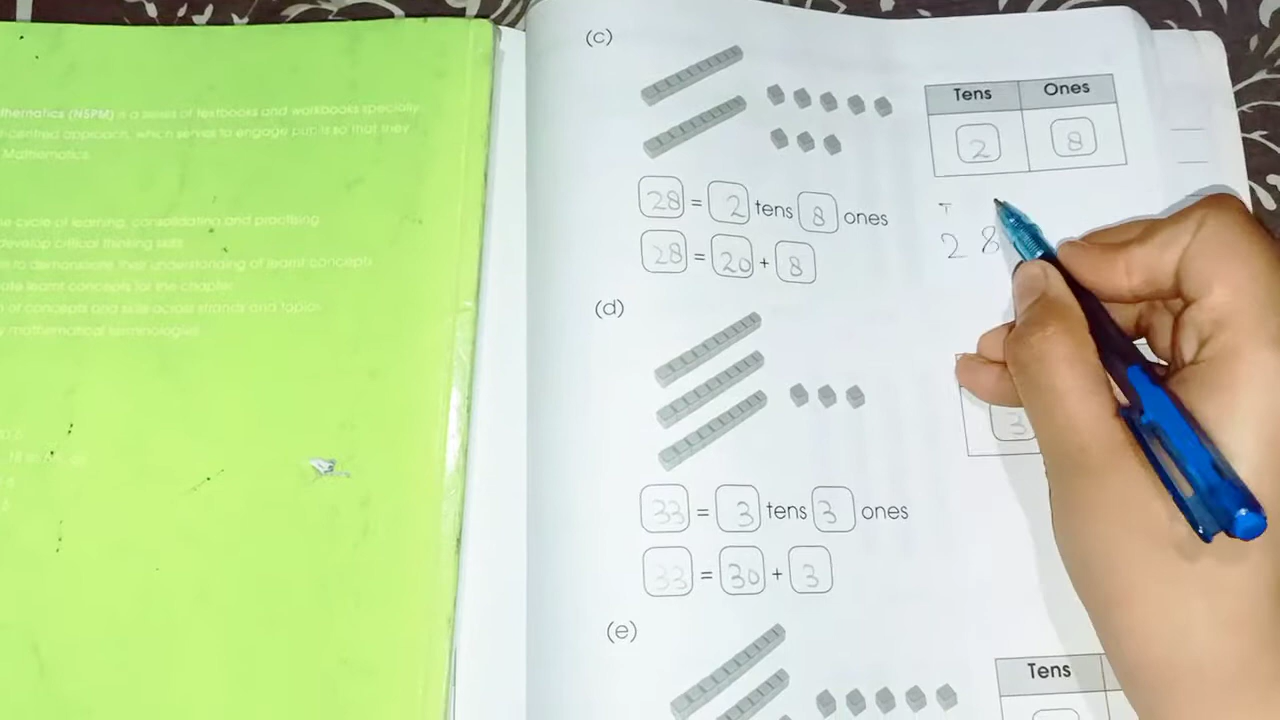 thematics (NSPM) is a series of textbooks and workbooks specially
approach, which serves to engage pupils so that they
Mathematics.
cycle of learning, consolidating and practising
develop critical thinking skills
to demonstrate their understanding of learnt concepts
learnt concepts for the chapter
of concepts and skills across strands and topics
mathematical terminologies
(c)
Tens Ones
2 8
28 = 2 tens 8 ones
28 = 20 + 8
T
2 8
(d)
3
33 = 3 tens 3 ones
33 = 30 + 3
(e)
Tens